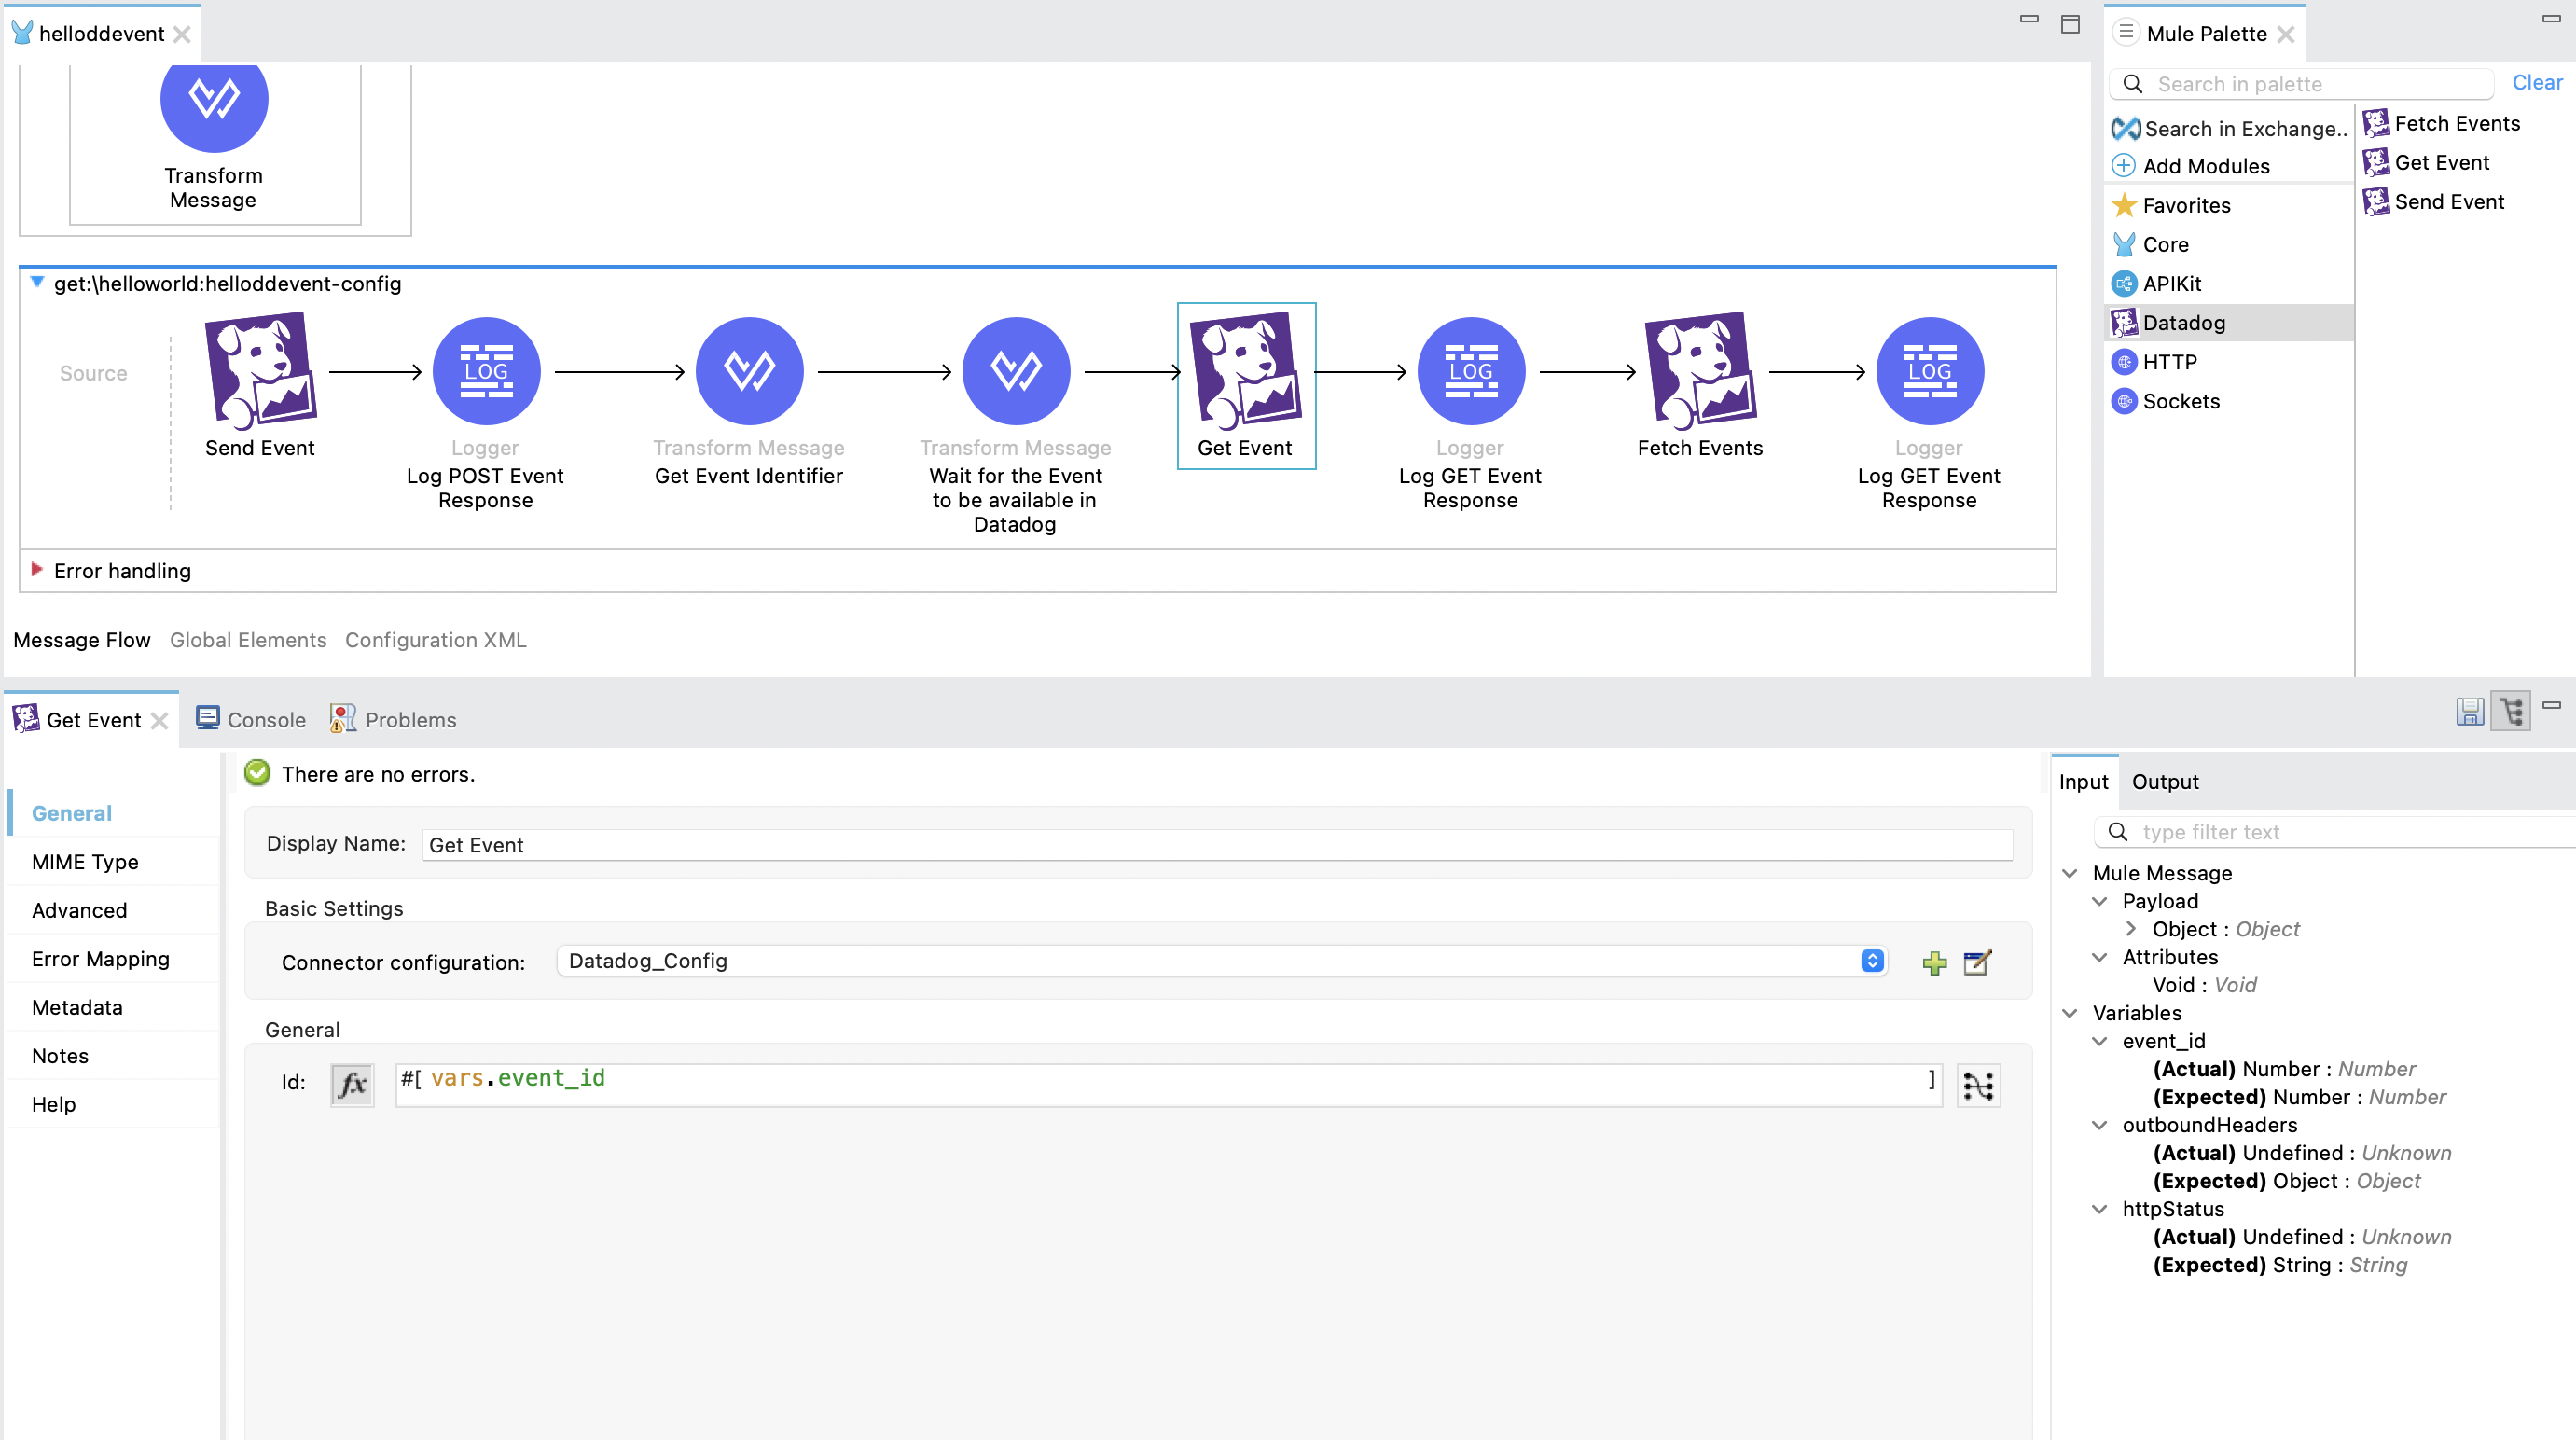 helloddevent
Transform
Message
get:\helloworld:helloddevent-config
Source
Send Event
LOG
Logger
Log POST Event
Response
Transform Message
Get Event Identifier
Transform Message
Wait for the Event
to be available in
Datadog
Get Event
LOG
Logger
Log GET Event
Response
Fetch Events
LOG
Logger
Log GET Event
Response
Error handling
Message Flow Global Elements Configuration XML
Mule Palette
Search in palette Clear
Search in Exchange..
Add Modules
Favorites
Core
APIKit
Datadog
HTTP
Sockets
Fetch Events
Get Event
Send Event
Get Event Console Problems
General
MIME Type
Advanced
Error Mapping
Metadata
Notes
Help
There are no errors.
Display Name: Get Event
Basic Settings
Connector configuration: Datadog_Config
General
Id: fx #[ vars.event_id ]
Input Output
type filter text
Mule Message
Payload
Object : Object
Attributes
Void : Void
Variables
event_id
(Actual) Number : Number
(Expected) Number : Number
outboundHeaders
(Actual) Undefined : Unknown
(Expected) Object : Object
httpStatus
(Actual) Undefined : Unknown
(Expected) String : String